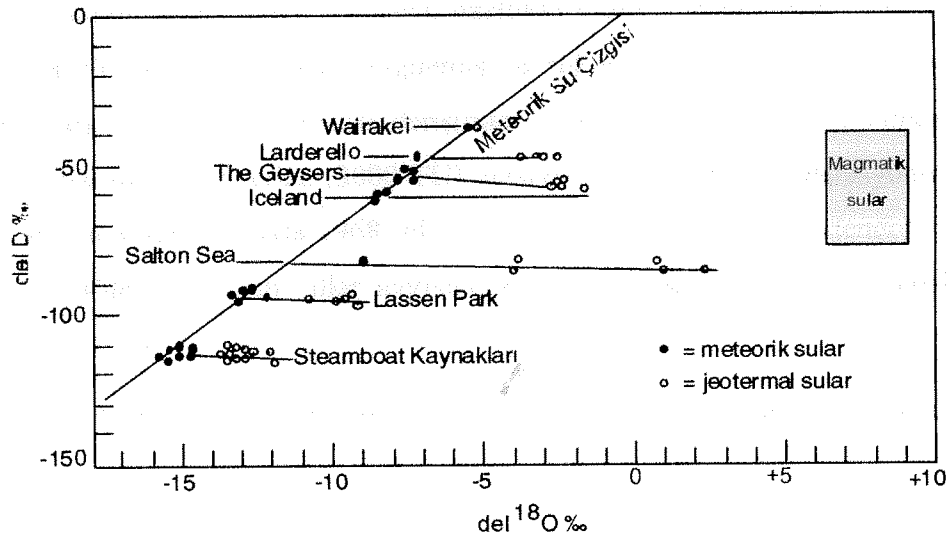 0
-50
-100
-150
del D ‰
Wairakei
Larderello
The Geysers
Iceland
Salton Sea
Lassen Park
Steamboat Kaynakları
Meteorik Su Çizgisi
Magmatik
sular
● = meteorik sular
○ = jeotermal sular
-15
-10
-5
0
+5
+10
del 18O ‰